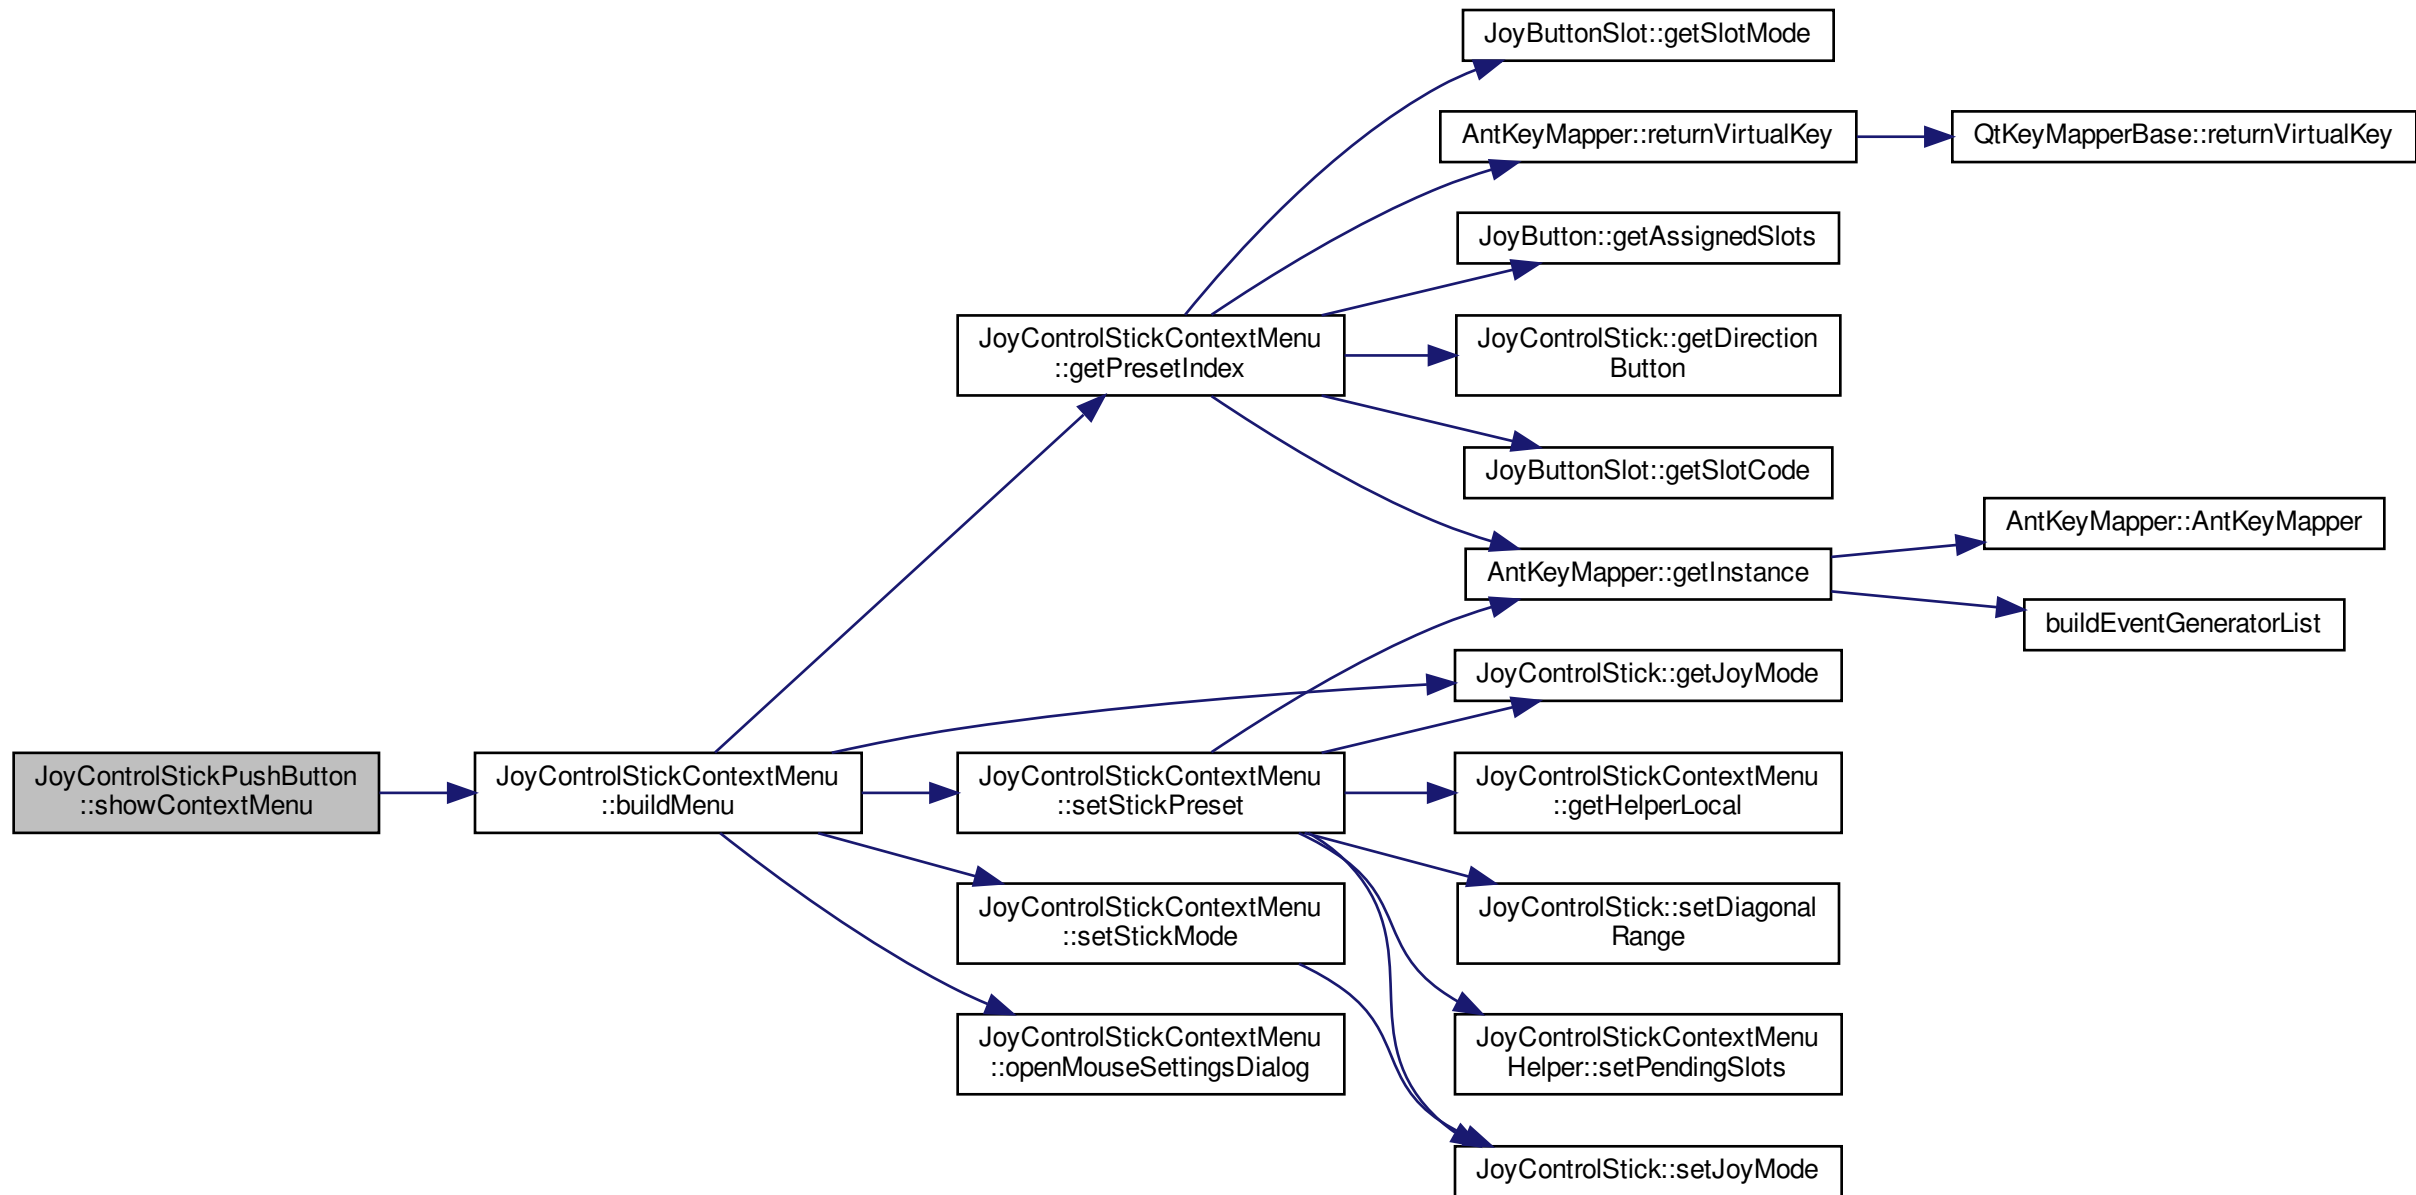 JoyButtonSlot::getSlotMode
AntKeyMapper::returnVirtualKey
QtKeyMapperBase::returnVirtualKey
JoyButton::getAssignedSlots
JoyControlStickContextMenu
::getPresetIndex
JoyControlStick::getDirection
Button
JoyButtonSlot::getSlotCode
AntKeyMapper::AntKeyMapper
AntKeyMapper::getInstance
buildEventGeneratorList
JoyControlStick::getJoyMode
JoyControlStickPushButton
::showContextMenu
JoyControlStickContextMenu
::buildMenu
JoyControlStickContextMenu
::setStickPreset
JoyControlStickContextMenu
::getHelperLocal
JoyControlStickContextMenu
::setStickMode
JoyControlStick::setDiagonal
Range
JoyControlStickContextMenu
::openMouseSettingsDialog
JoyControlStickContextMenu
Helper::setPendingSlots
JoyControlStick::setJoyMode